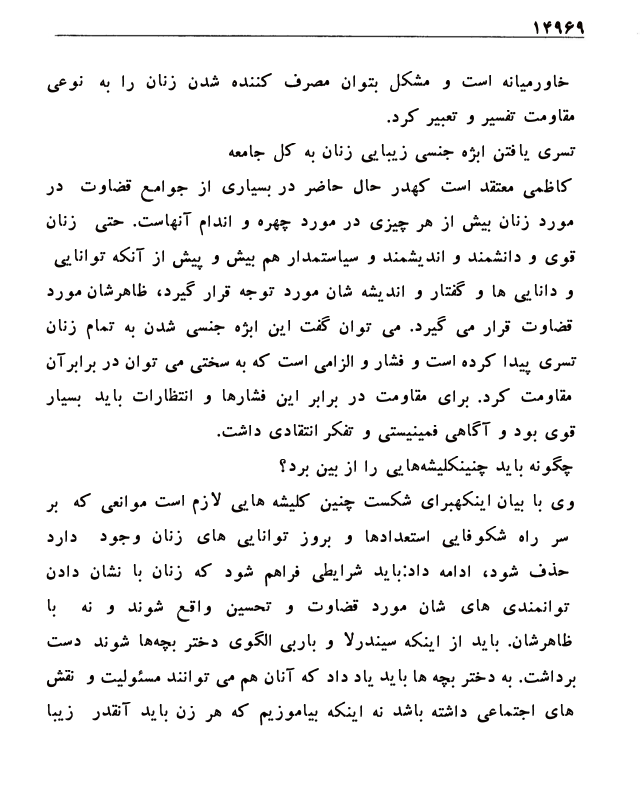 ۱۴۹۶۹
خاورمیانه است و مشکل بتوان مصرف کننده شدن زنان را به نوعی
مقاومت تفسیر و تعبیر کرد.
تسری یافتن ابژه جنسی زیبایی زنان به کل جامعه
کاظمی معتقد است کهدر حال حاضر در بسیاری از جوامع قضاوت در
مورد زنان بیش از هر چیزی در مورد چهره و اندام آنهاست. حتی زنان
قوی و دانشمند و اندیشمند و سیاستمدار هم بیش و پیش از آنکه توانایی
و دانایی ها و گفتار و اندیشه شان مورد توجه قرار گیرد، ظاهرشان مورد
قضاوت قرار می گیرد. می توان گفت این ابژه جنسی شدن به تمام زنان
تسری پیدا کرده است و فشار و الزامی است که به سختی می توان در برابرآن
مقاومت کرد. برای مقاومت در برابر این فشارها و انتظارات باید بسیار
قوی بود و آگاهی فمینیستی و تفکر انتقادی داشت.
چگونه باید چنینکلیشه‌هایی را از بین برد؟
وی با بیان اینکهبرای شکست چنین کلیشه هایی لازم است موانعی که بر
سر راه شکوفایی استعدادها و بروز توانایی های زنان وجود دارد
حذف شود، ادامه داد:باید شرایطی فراهم شود که زنان با نشان دادن
توانمندی های شان مورد قضاوت و تحسین واقع شوند و نه با
ظاهرشان. باید از اینکه سیندرلا و باربی الگوی دختر بچه‌ها شوند دست
برداشت. به دختر بچه ها باید یاد داد که آنان هم می توانند مسئولیت و نقش
های اجتماعی داشته باشد نه اینکه بیاموزیم که هر زن باید آنقدر زیبا